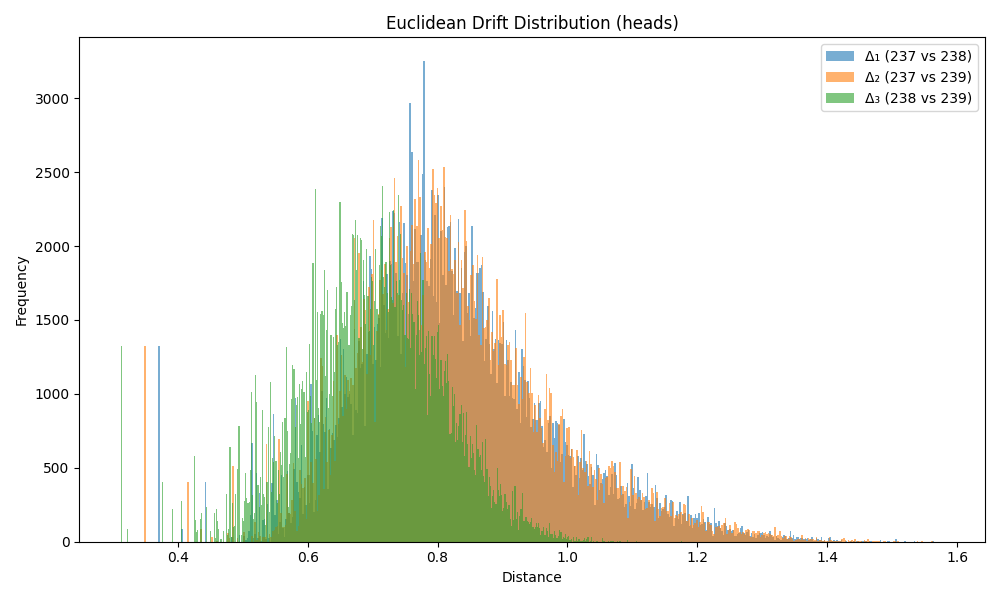 Euclidean Drift Distribution (heads)
Δ₁ (237 vs 238)
Δ₂ (237 vs 239)
Δ₃ (238 vs 239)
Frequency
3000
2500
2000
1500
1000
500
0
0.4 0.6 0.8 1.0 1.2 1.4 1.6
Distance